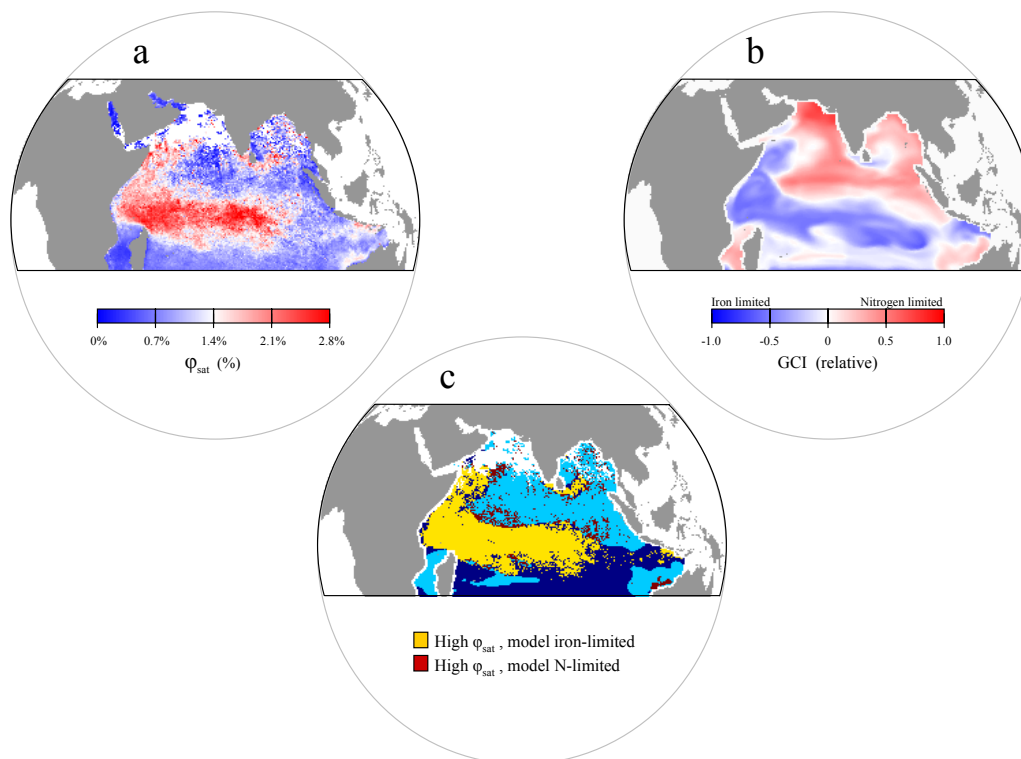 a
0% 0.7% 1.4% 2.1% 2.8%
φsat (%)
b
Iron limited Nitrogen limited
-1.0 -0.5 0 0.5 1.0
GCI (relative)
c
High φsat , model iron-limited
High φsat , model N-limited